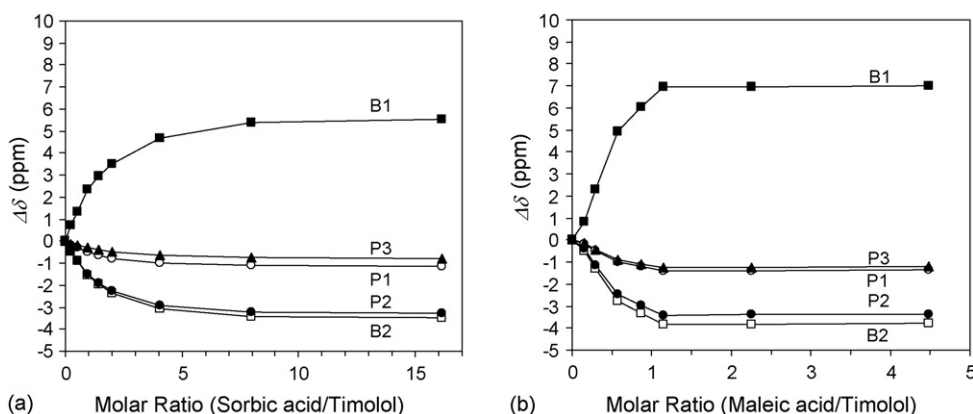 10
9
8
7
6
5
4
3
2
1
0
-1
-2
-3
-4
-5
Δδ (ppm)
B1
P3
P1
P2
B2
0 5 10 15
(a) Molar Ratio (Sorbic acid/Timolol)
10
9
8
7
6
5
4
3
2
1
0
-1
-2
-3
-4
-5
Δδ (ppm)
B1
P3
P1
P2
B2
0 1 2 3 4 5
(b) Molar Ratio (Maleic acid/Timolol)